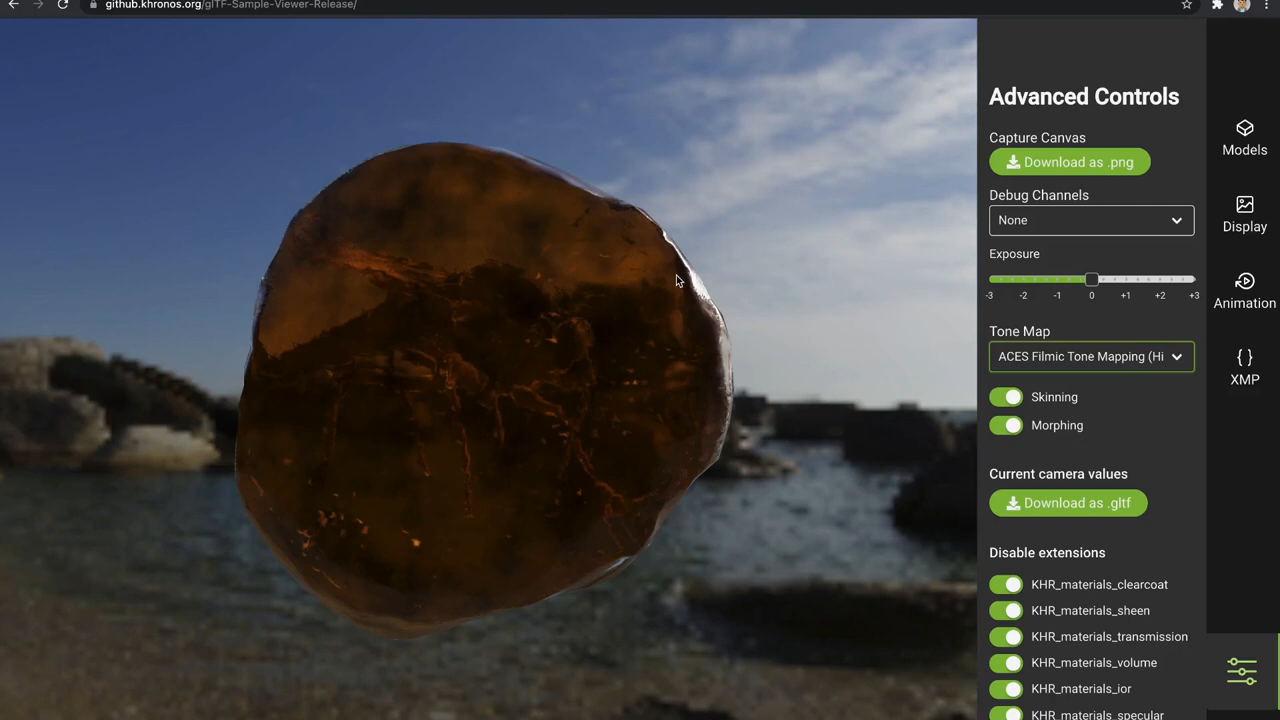 github.khronos.org/glTF-Sample-Viewer-Release/
Advanced Controls
Capture Canvas
Download as .png
Debug Channels
None
Exposure
-3 -2 -1 0 +1 +2 +3
Tone Map
ACES Filmic Tone Mapping (Hi
Skinning
Morphing
Current camera values
Download as .gltf
Disable extensions
KHR_materials_clearcoat
KHR_materials_sheen
KHR_materials_transmission
KHR_materials_volume
KHR_materials_ior
KHR_materials_specular
Models
Display
Animation
XMP